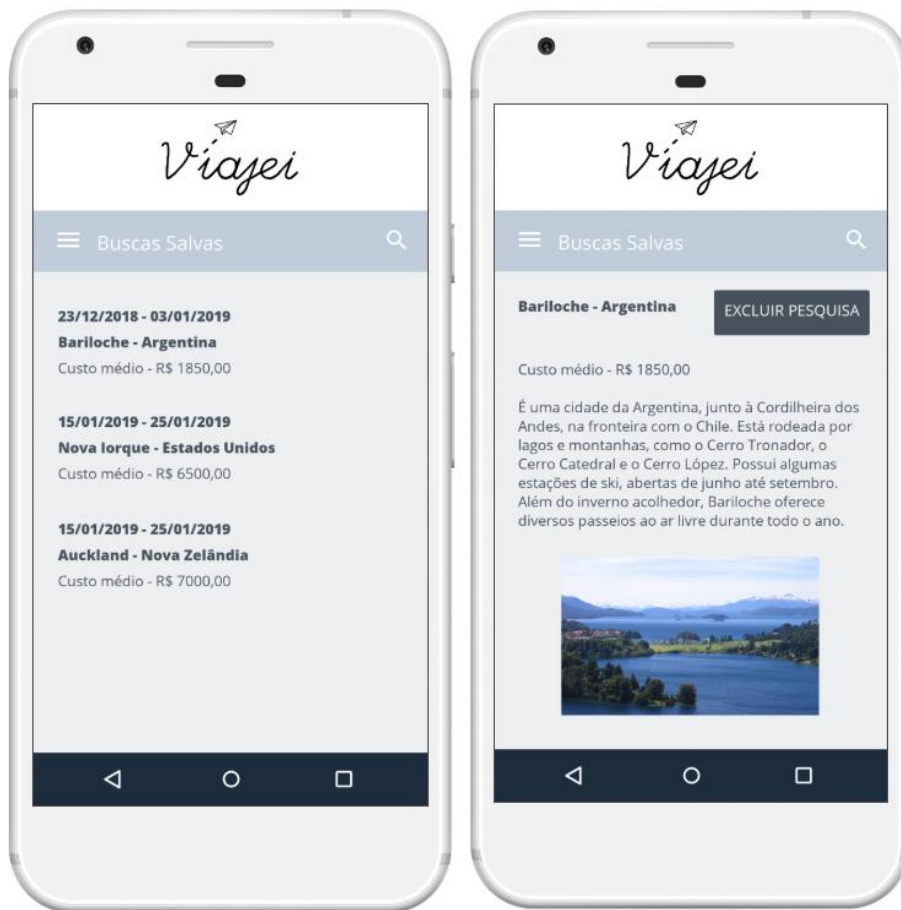 Viajei
Buscas Salvas
23/12/2018 - 03/01/2019
Bariloche - Argentina
Custo médio - R$ 1850,00
15/01/2019 - 25/01/2019
Nova Iorque - Estados Unidos
Custo médio - R$ 6500,00
15/01/2019 - 25/01/2019
Auckland - Nova Zelândia
Custo médio - R$ 7000,00
Viajei
Buscas Salvas
Bariloche - Argentina
EXCLUIR PESQUISA
Custo médio - R$ 1850,00
É uma cidade da Argentina, junto à Cordilheira dos
Andes, na fronteira com o Chile. Está rodeada por
lagos e montanhas, como o Cerro Tronador, o
Cerro Catedral e o Cerro López. Possui algumas
estações de ski, abertas de junho até setembro.
Além do inverno acolhedor, Bariloche oferece
diversos passeios ao ar livre durante todo o ano.